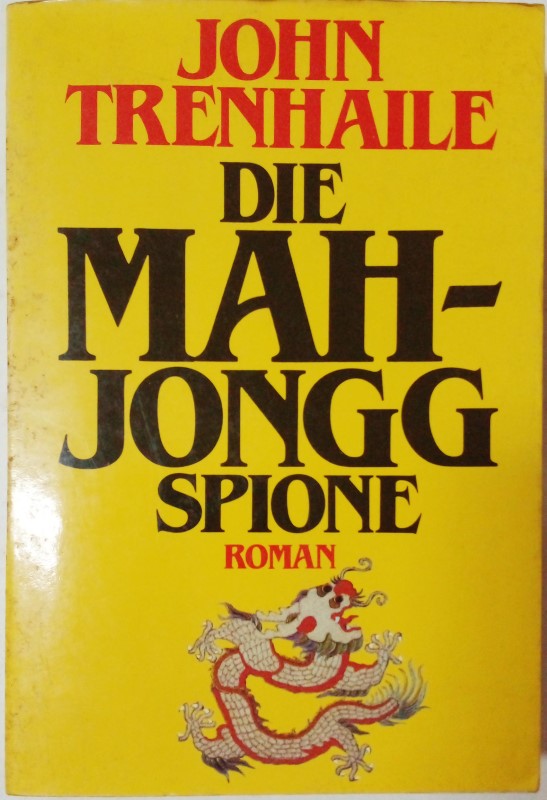 JOHN
TRENHAILE
DIE
MAH-
JONGG
SPIONE
ROMAN